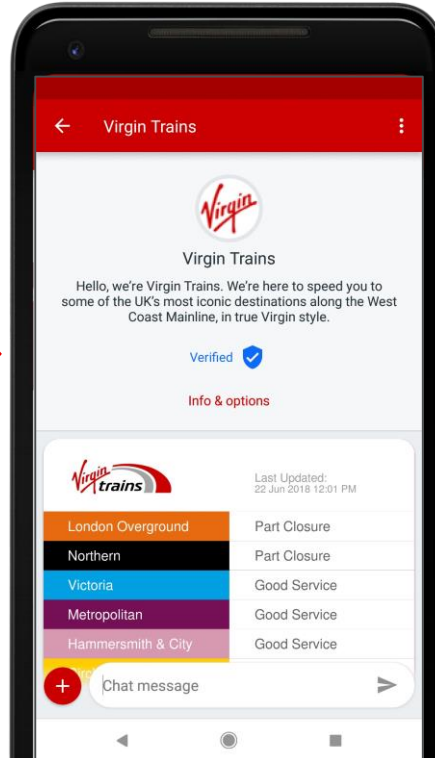 Virgin Trains
Virgin
Virgin Trains
Hello, we're Virgin Trains. We're here to speed you to
some of the UK's most iconic destinations along the West
Coast Mainline, in true Virgin style.
Verified
Info & options
Virgin trains
Last Updated:
22 Jun 2018 12:01 PM
London Overground Part Closure
Northern Part Closure
Victoria Good Service
Metropolitan Good Service
Hammersmith & City Good Service
Chat message